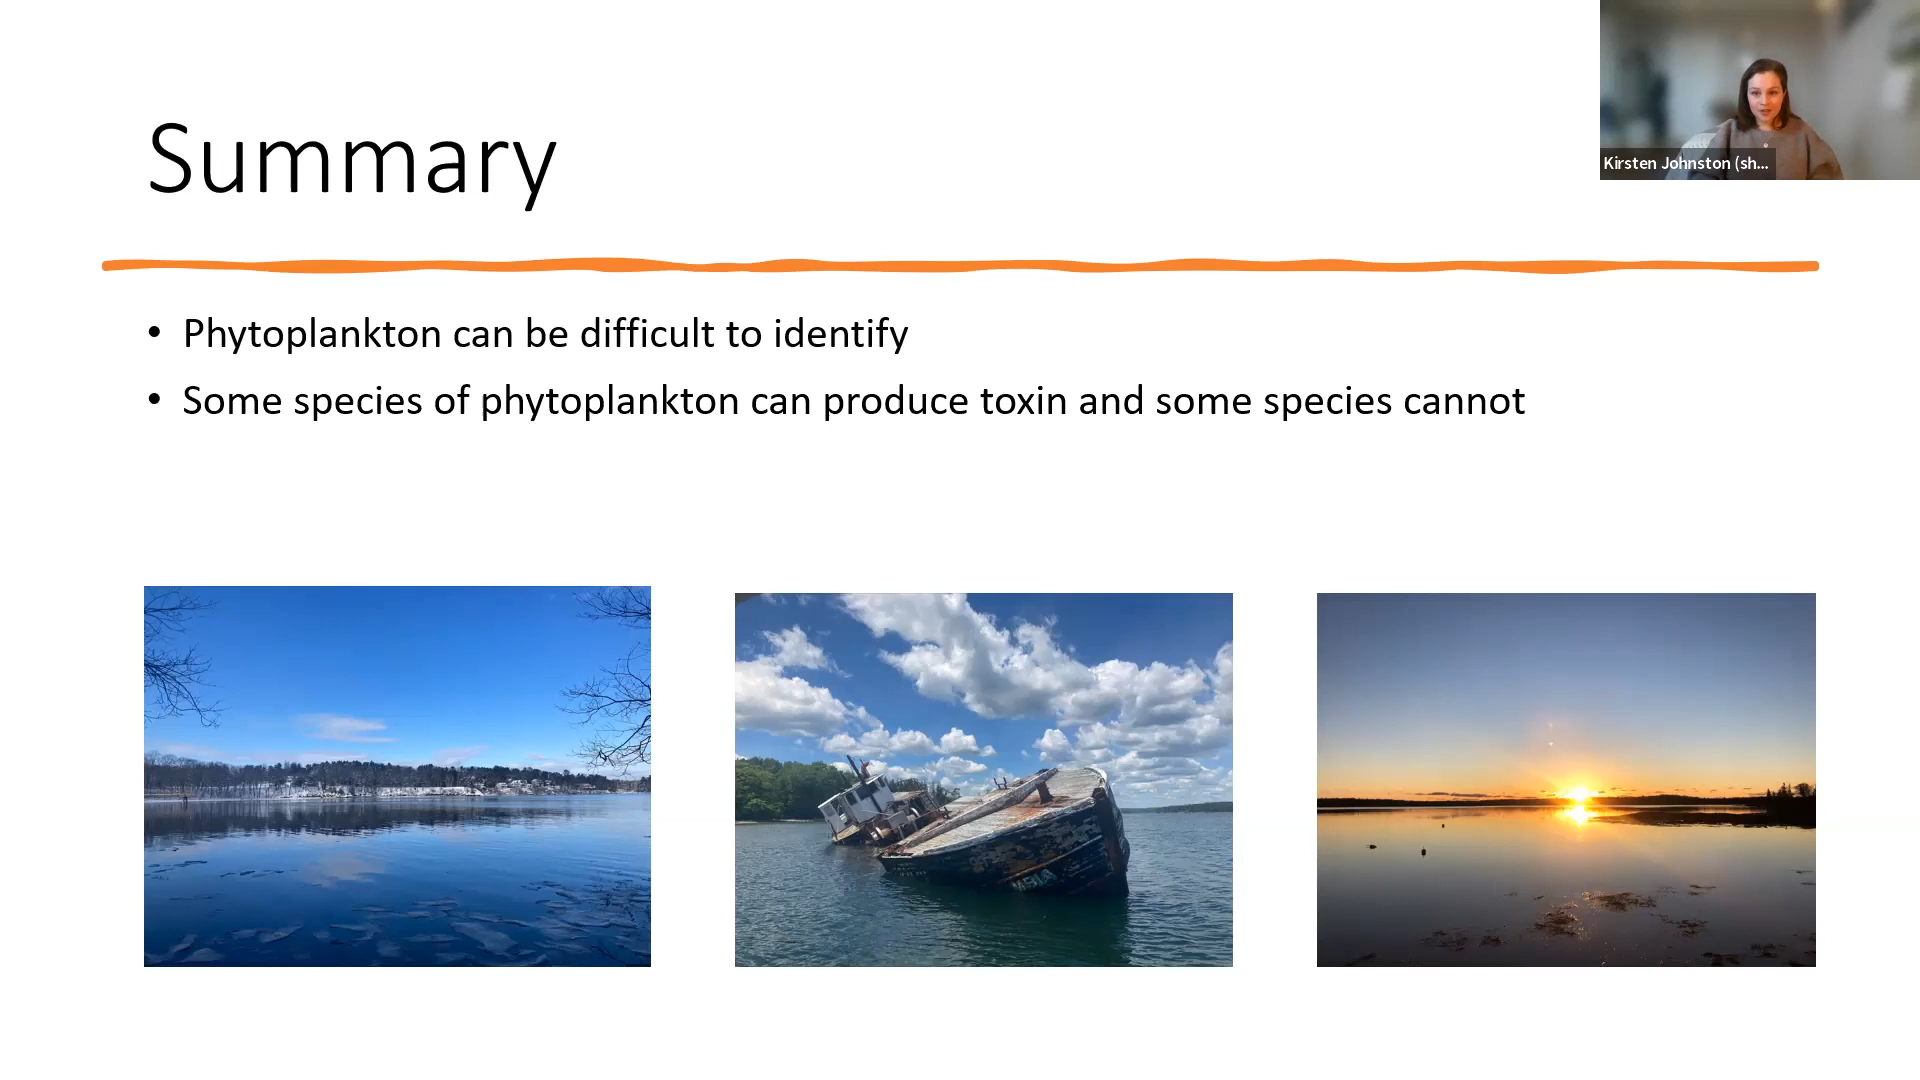 Summary
Kirsten Johnston (sh...
• Phytoplankton can be difficult to identify
• Some species of phytoplankton can produce toxin and some species cannot